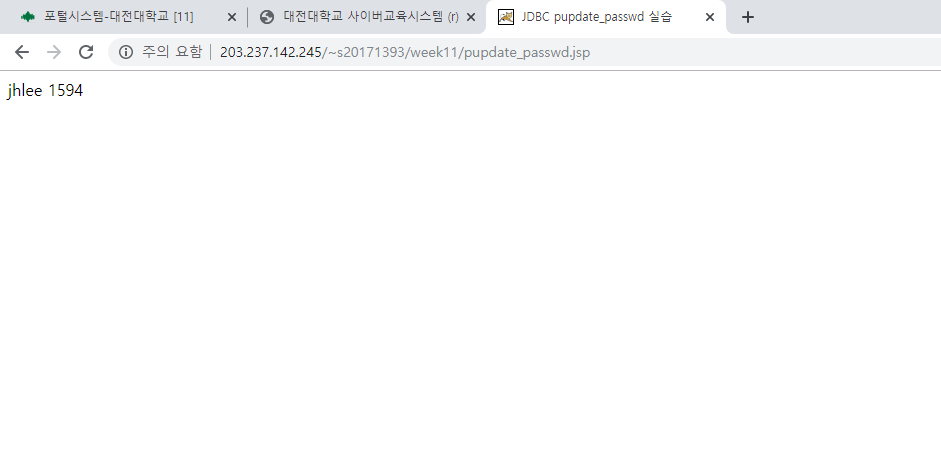 포털시스템-대전대학교 [11]
대전대학교 사이버교육시스템 (r)
JDBC pupdate_passwd 실습
주의 요함
203.237.142.245/~s20171393/week11/pupdate_passwd.jsp
jhlee 1594